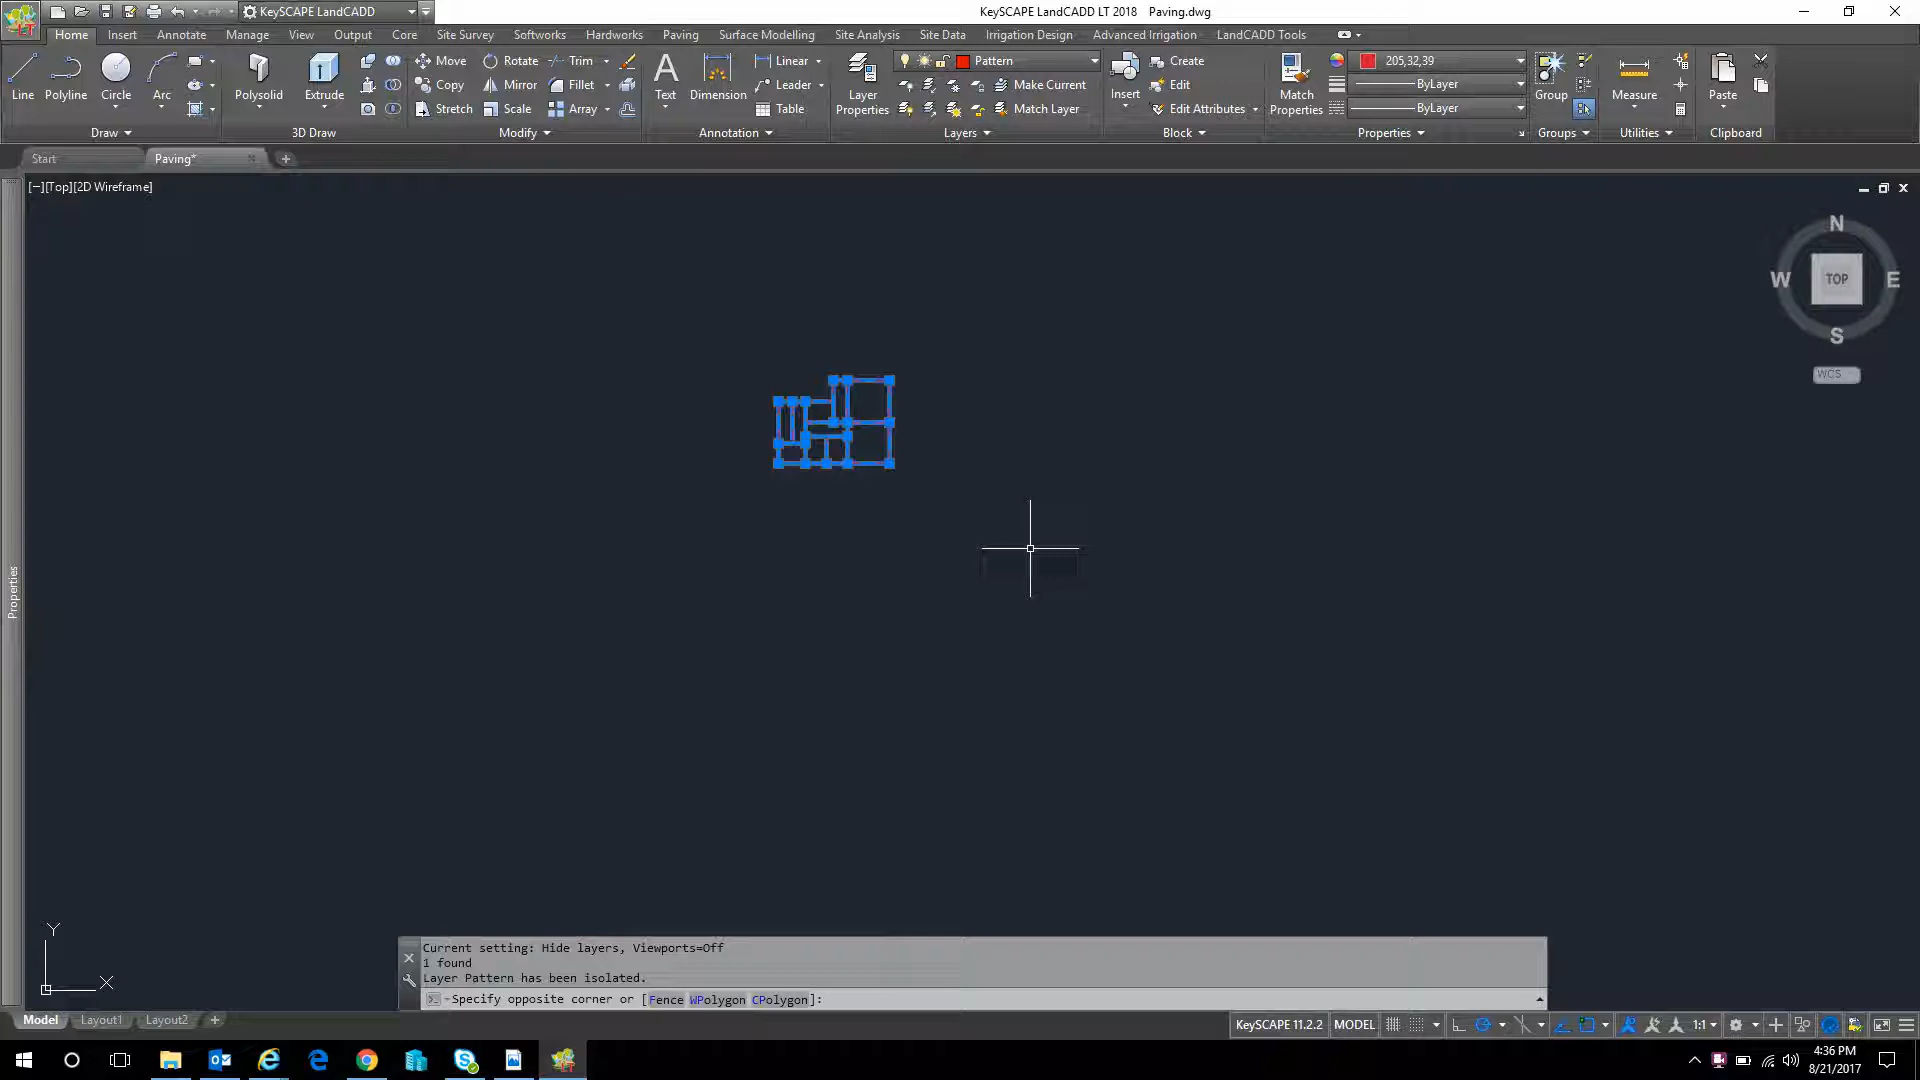 KeySCAPE LandCADD
KeySCAPE LandCADD LT 2018 Paving.dwg
Home Insert Annotate Manage View Output Core Site Survey Softworks Hardworks Paving Surface Modelling Site Analysis Site Data Irrigation Design Advanced Irrigation LandCADD Tools
Line Polyline Circle Arc
Draw
Polysolid Extrude
3D Draw
Move Rotate Trim
Copy Mirror Fillet
Stretch Scale Array
Modify
Text Dimension
Linear
Leader
Table
Annotation
Layer Properties
Pattern
Make Current
Match Layer
Layers
Insert
Create
Edit
Edit Attributes
Block
Match Properties
205,32,39
ByLayer
ByLayer
Properties
Group
Groups
Measure
Utilities
Paste
Clipboard
Start Paving*
[−][Top][2D Wireframe]
N
W TOP E
S
WCS
Properties
Y
X
Current setting: Hide layers, Viewports=Off
1 found
Layer Pattern has been isolated.
Specify opposite corner or [Fence WPolygon CPolygon]:
Model Layout1 Layout2
KeySCAPE 11.2.2 MODEL 1:1
4:36 PM
8/21/2017